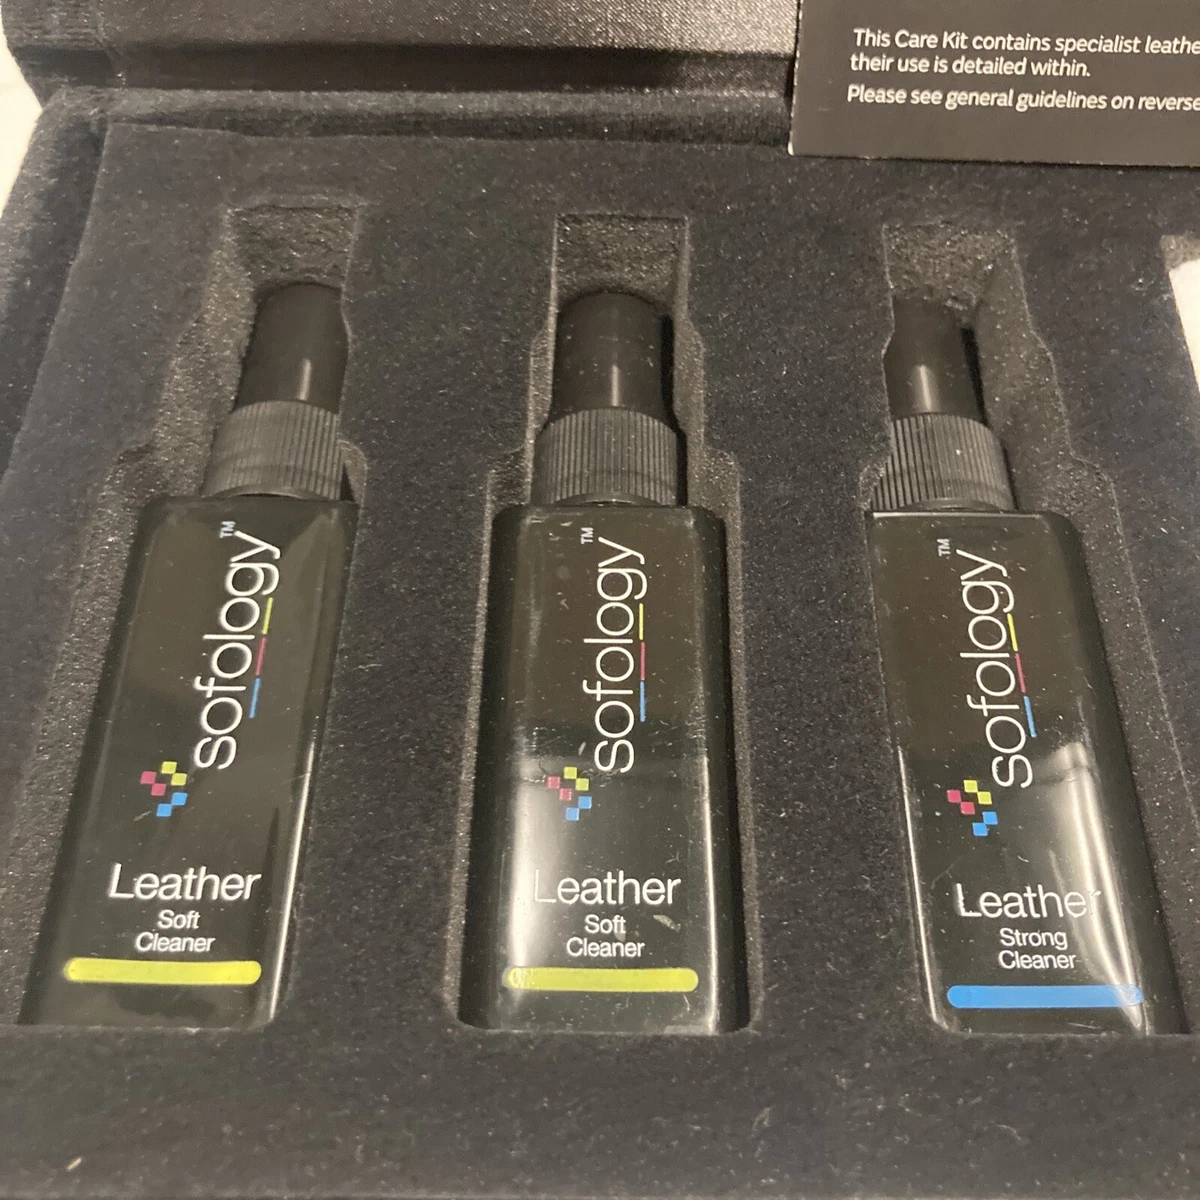 This Care Kit contains specialist leathe
their use is detailed within.
Please see general guidelines on reverse
sofology™
Leather
Soft
Cleaner
sofology™
Leather
Soft
Cleaner
sofology™
Leather
Strong
Cleaner